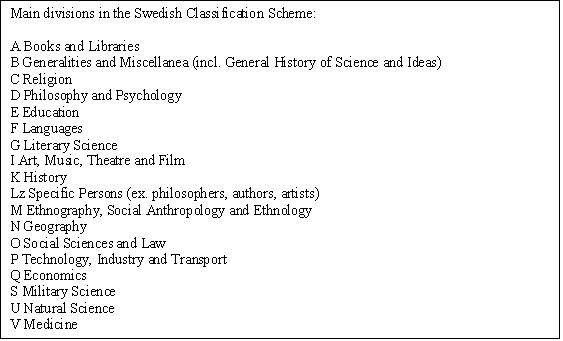 Main divisions in the Swedish Classification Scheme:
A Books and Libraries
B Generalities and Miscellanea (incl. General History of Science and Ideas)
C Religion
D Philosophy and Psychology
E Education
F Languages
G Literary Science
I Art, Music, Theatre and Film
K History
Lz Specific Persons (ex. philosophers, authors, artists)
M Ethnography, Social Anthropology and Ethnology
N Geography
O Social Sciences and Law
P Technology, Industry and Transport
Q Economics
S Military Science
U Natural Science
V Medicine